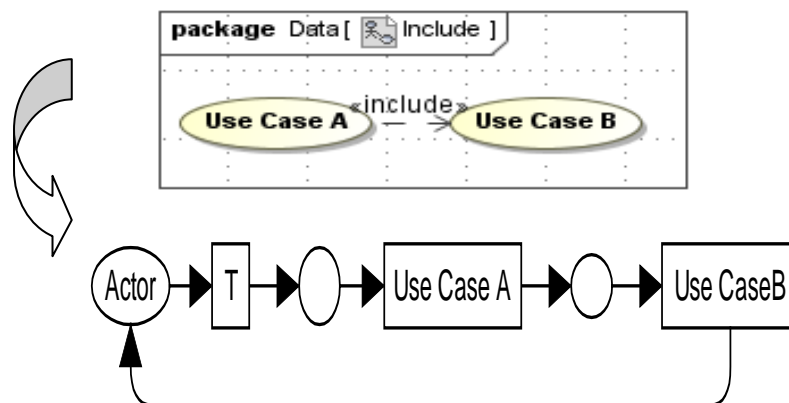 package Data [ Include ]
«include»
Use Case A
Use Case B
Actor
T
Use Case A
Use CaseB